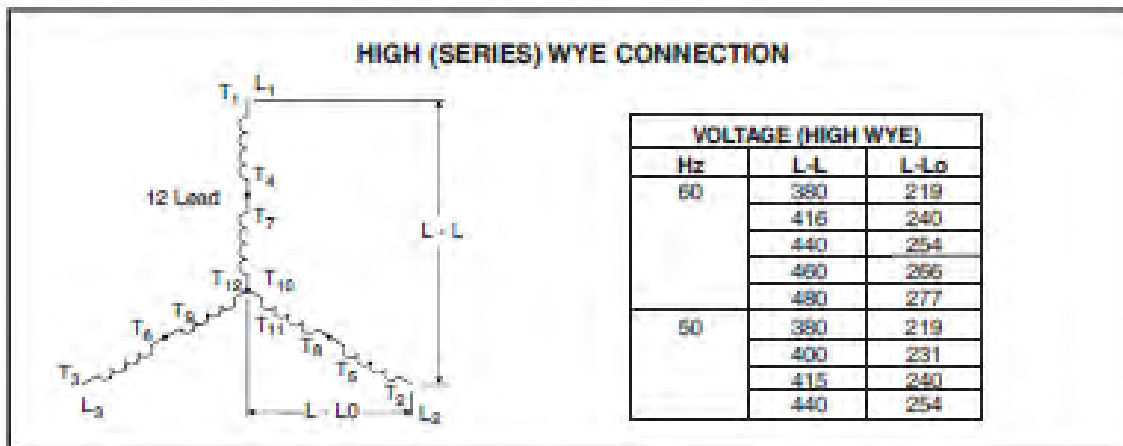 HIGH (SERIES) WYE CONNECTION
T1 L1
T4
12 Lead
T7
L - L
T12 T10
T9 T11
T6 T8
T5
T3 T2
L3 L - L0 L2
VOLTAGE (HIGH WYE)
Hz L-L L-Lo
60 380 219
416 240
440 254
460 266
480 277
50 380 219
400 231
415 240
440 254